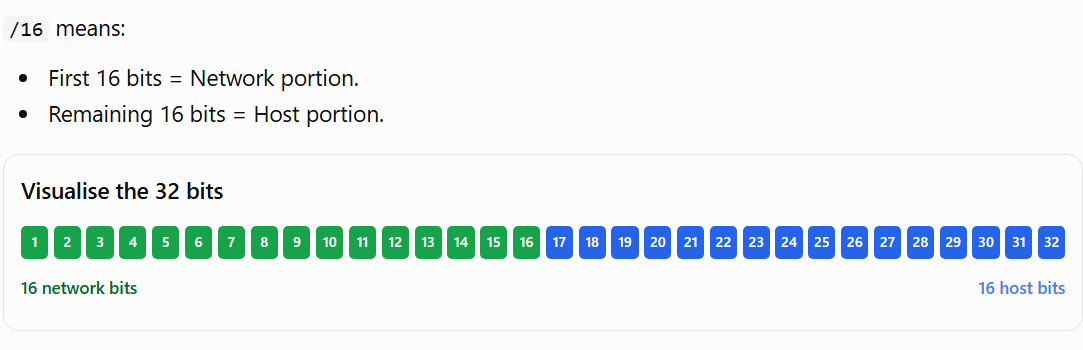 /16 means:
First 16 bits = Network portion.
Remaining 16 bits = Host portion.
Visualise the 32 bits
1 2 3 4 5 6 7 8 9 10 11 12 13 14 15 16 17 18 19 20 21 22 23 24 25 26 27 28 29 30 31 32
16 network bits 16 host bits